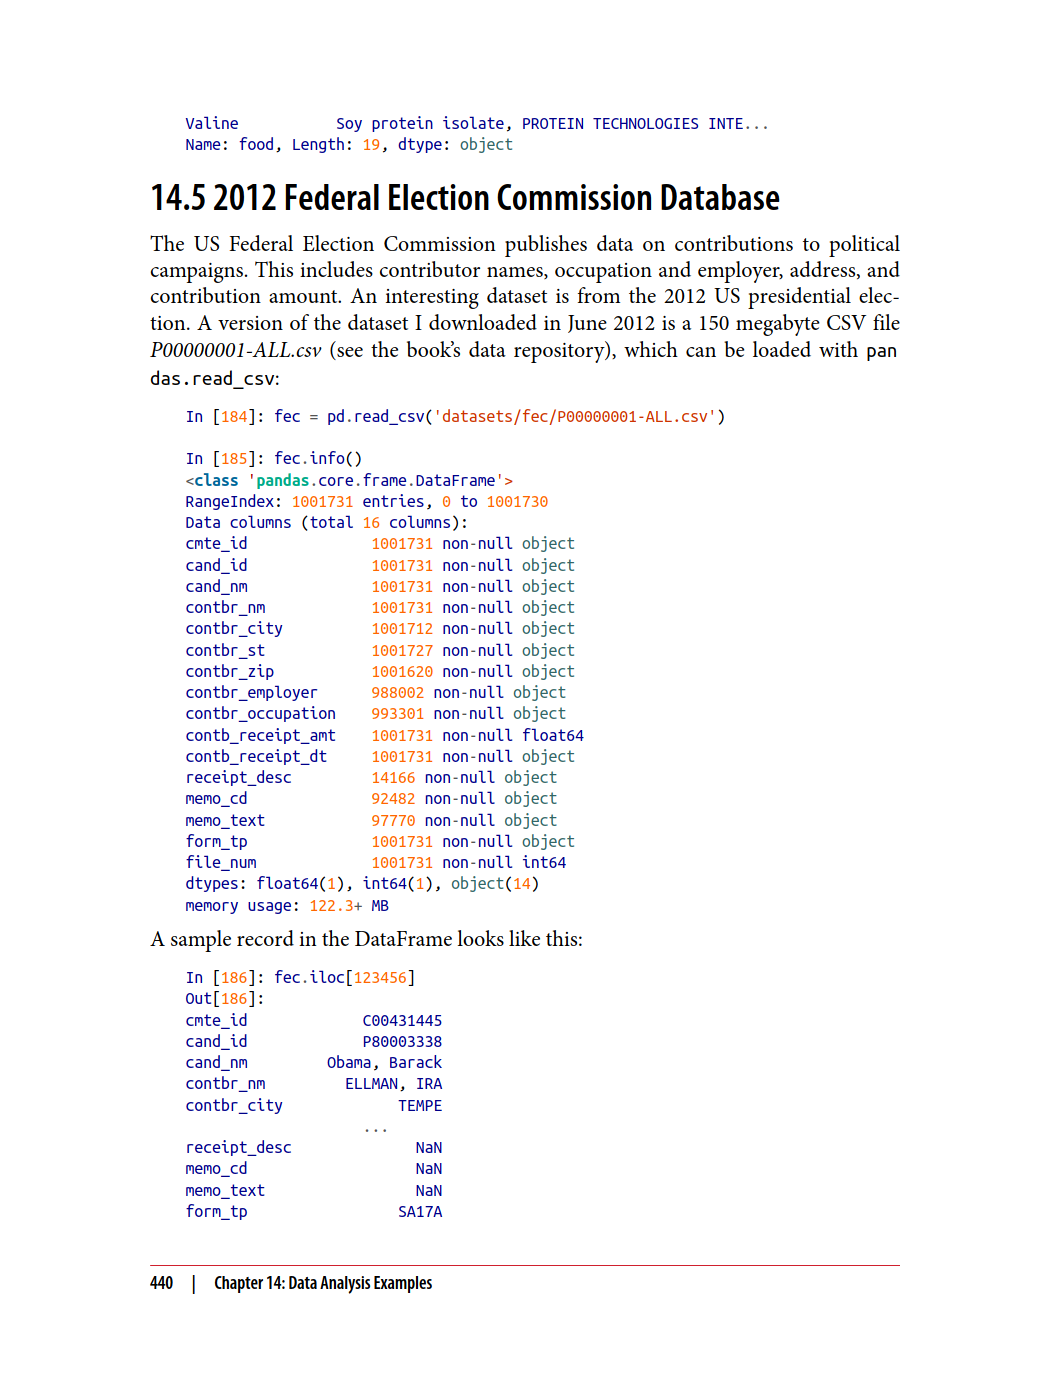 Valine           Soy protein isolate, PROTEIN TECHNOLOGIES INTE...
Name: food, Length: 19, dtype: object
14.5 2012 Federal Election Commission Database
The US Federal Election Commission publishes data on contributions to political
campaigns. This includes contributor names, occupation and employer, address, and
contribution amount. An interesting dataset is from the 2012 US presidential elec-
tion. A version of the dataset I downloaded in June 2012 is a 150 megabyte CSV file
P00000001-ALL.csv (see the book's data repository), which can be loaded with pan
das.read_csv:
In [184]: fec = pd.read_csv('datasets/fec/P00000001-ALL.csv')
In [185]: fec.info()
<class 'pandas.core.frame.DataFrame'>
RangeIndex: 1001731 entries, 0 to 1001730
Data columns (total 16 columns):
cmte_id              1001731 non-null object
cand_id              1001731 non-null object
cand_nm              1001731 non-null object
contbr_nm            1001731 non-null object
contbr_city          1001712 non-null object
contbr_st            1001727 non-null object
contbr_zip           1001620 non-null object
contbr_employer      988002 non-null object
contbr_occupation    993301 non-null object
contb_receipt_amt    1001731 non-null float64
contb_receipt_dt     1001731 non-null object
receipt_desc         14166 non-null object
memo_cd              92482 non-null object
memo_text            97770 non-null object
form_tp              1001731 non-null object
file_num             1001731 non-null int64
dtypes: float64(1), int64(1), object(14)
memory usage: 122.3+ MB
A sample record in the DataFrame looks like this:
In [186]: fec.iloc[123456]
Out[186]:
cmte_id             C00431445
cand_id             P80003338
cand_nm         Obama, Barack
contbr_nm         ELLMAN, IRA
contbr_city             TEMPE
...
receipt_desc              NaN
memo_cd                   NaN
memo_text                 NaN
form_tp                 SA17A
440 | Chapter 14: Data Analysis Examples